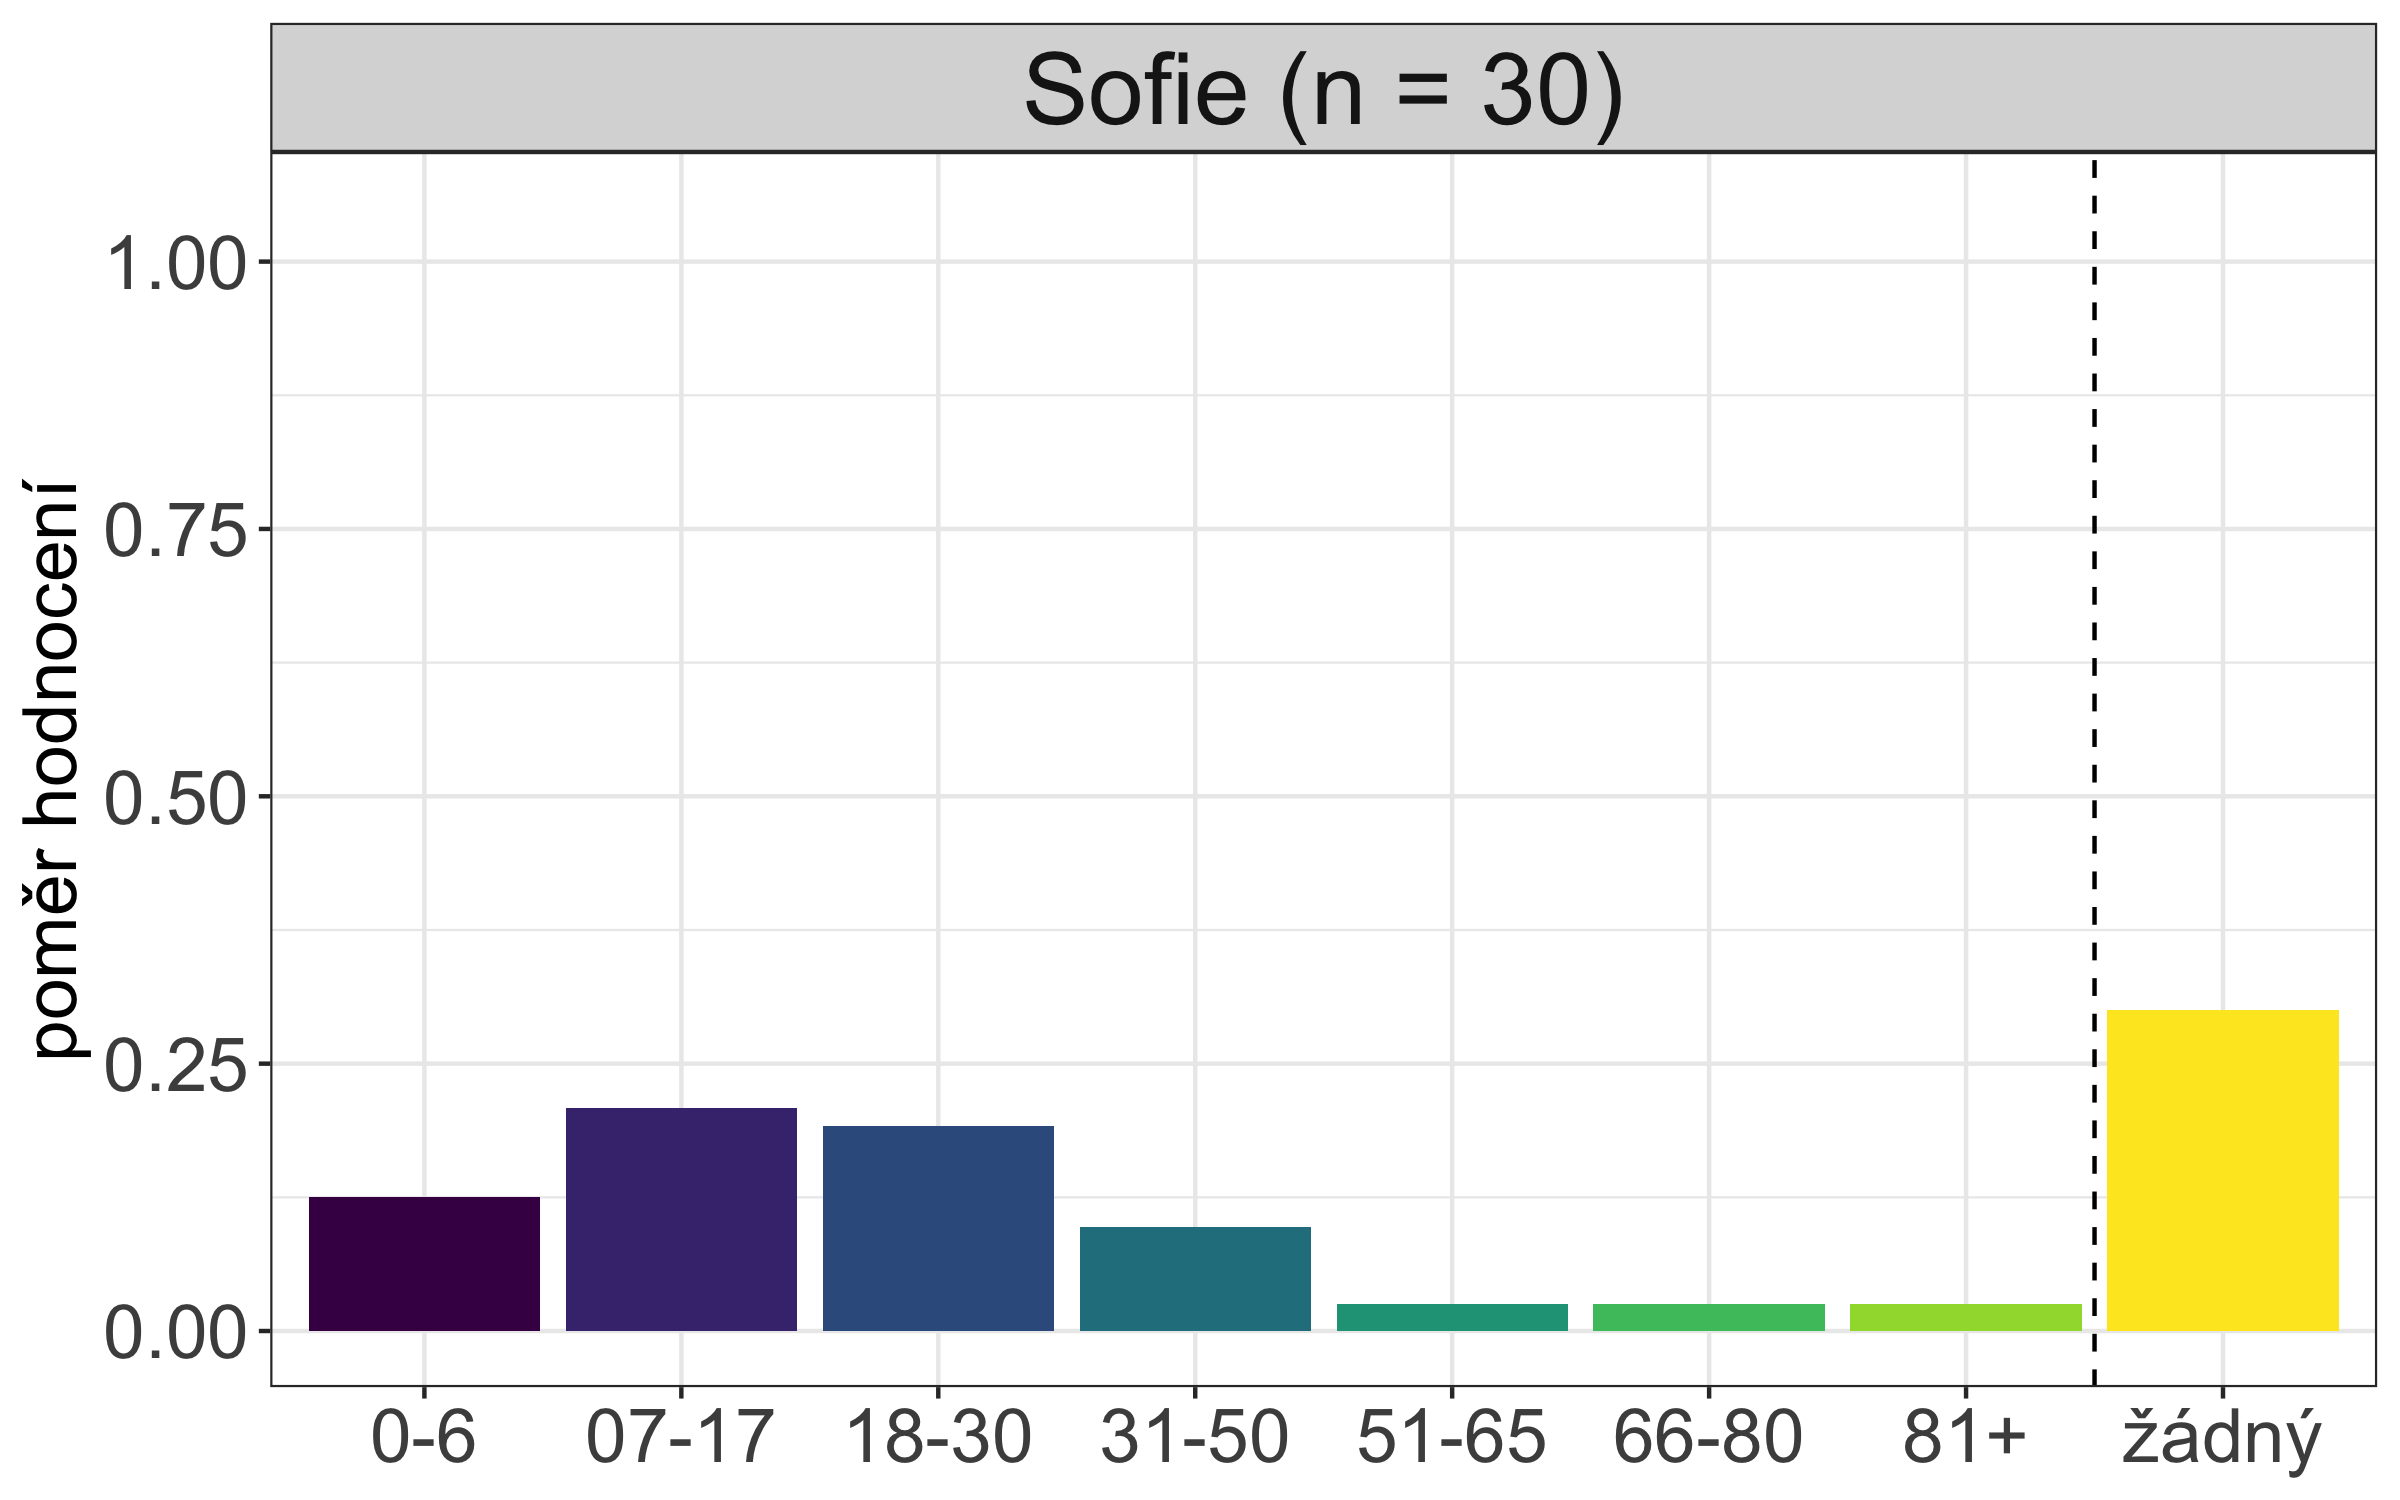 Sofie (n = 30)
poměr hodnocení
1.00
0.75
0.50
0.25
0.00
0-6 07-17 18-30 31-50 51-65 66-80 81+ žádný